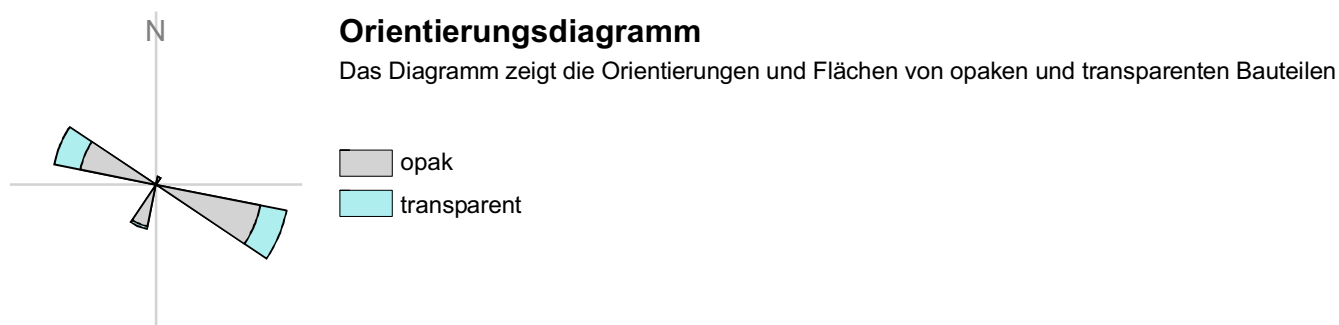 N
Orientierungsdiagramm
Das Diagramm zeigt die Orientierungen und Flächen von opaken und transparenten Bauteilen
opak
transparent